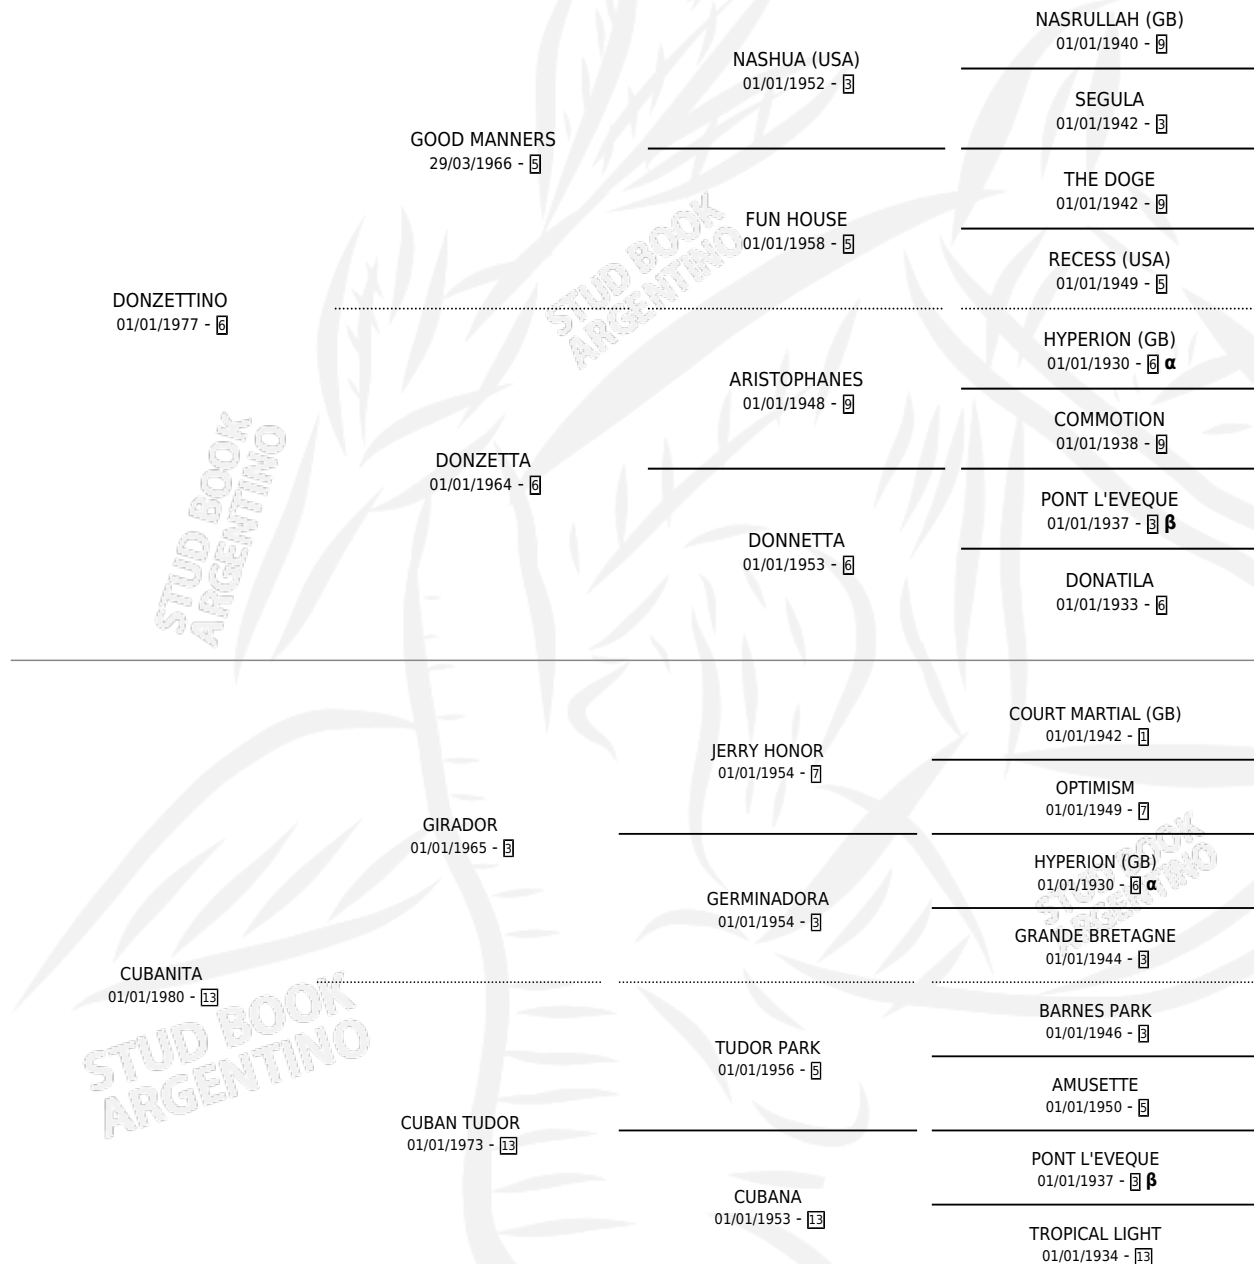 NASRULLAH (GB)
01/01/1940 - 9
NASHUA (USA)
01/01/1952 - 3
SEGULA
01/01/1942 - 3
GOOD MANNERS
29/03/1966 - 5
THE DOGE
01/01/1942 - 9
FUN HOUSE
01/01/1958 - 5
RECESS (USA)
01/01/1949 - 5
DONZETTINO
01/01/1977 - 6
HYPERION (GB)
01/01/1930 - 6 α
ARISTOPHANES
01/01/1948 - 9
COMMOTION
01/01/1938 - 9
DONZETTA
01/01/1964 - 6
PONT L'EVEQUE
01/01/1937 - 3 β
DONNETTA
01/01/1953 - 6
DONATILA
01/01/1933 - 6
COURT MARTIAL (GB)
01/01/1942 - 1
JERRY HONOR
01/01/1954 - 7
OPTIMISM
01/01/1949 - 7
GIRADOR
01/01/1965 - 3
HYPERION (GB)
01/01/1930 - 6 α
GERMINADORA
01/01/1954 - 3
GRANDE BRETAGNE
01/01/1944 - 3
CUBANITA
01/01/1980 - 13
BARNES PARK
01/01/1946 - 3
TUDOR PARK
01/01/1956 - 5
AMUSETTE
01/01/1950 - 5
CUBAN TUDOR
01/01/1973 - 13
PONT L'EVEQUE
01/01/1937 - 3 β
CUBANA
01/01/1953 - 13
TROPICAL LIGHT
01/01/1934 - 13
STUD BOOK
ARGENTINO
STUD BOOK
ARGENTINO
STUD BOOK
ARGENTINO
STUD BOOK
ARGENTINO